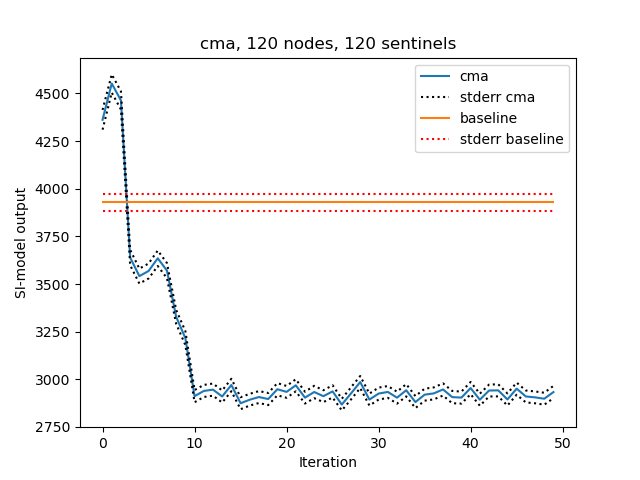 cma, 120 nodes, 120 sentinels
cma
stderr cma
baseline
stderr baseline
4500
4250
4000
3750
3500
3250
3000
2750
SI-model output
0 10 20 30 40 50
Iteration